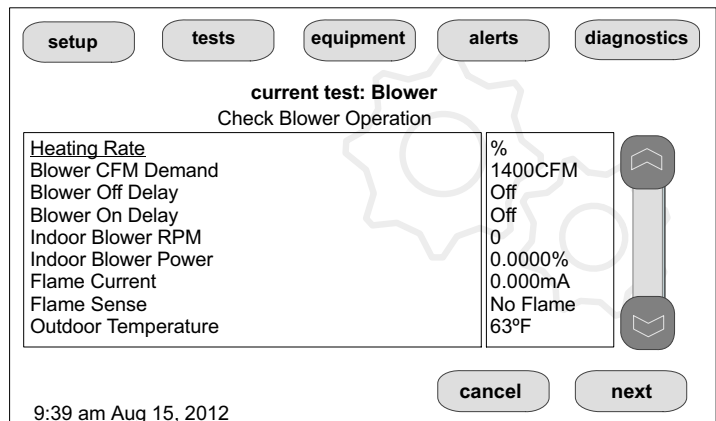 setup tests equipment alerts diagnostics
current test: Blower
Check Blower Operation
Heating Rate %
Blower CFM Demand 1400CFM
Blower Off Delay Off
Blower On Delay Off
Indoor Blower RPM 0
Indoor Blower Power 0.0000%
Flame Current 0.000mA
Flame Sense No Flame
Outdoor Temperature 63ºF
cancel next
9:39 am Aug 15, 2012